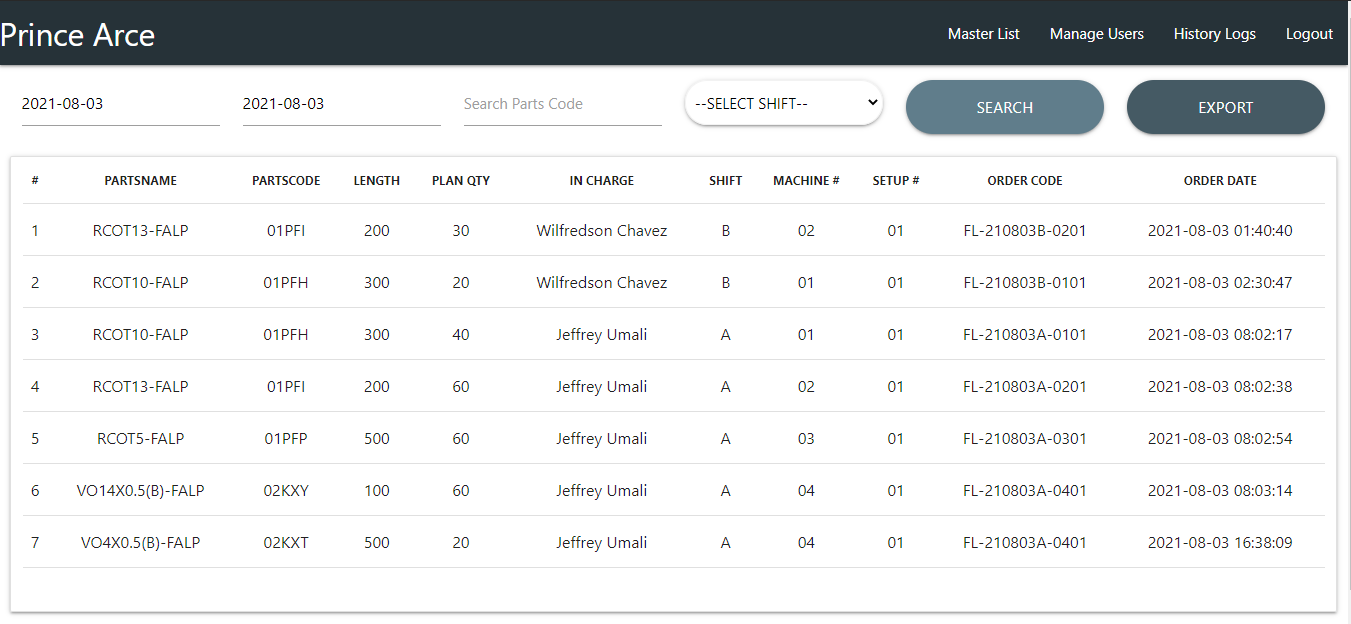 Prince Arce Master List Manage Users History Logs Logout
2021-08-03 2021-08-03 Search Parts Code --SELECT SHIFT-- SEARCH EXPORT
# PARTSNAME PARTSCODE LENGTH PLAN QTY IN CHARGE SHIFT MACHINE # SETUP # ORDER CODE ORDER DATE
1 RCOT13-FALP 01PFI 200 30 Wilfredson Chavez B 02 01 FL-210803B-0201 2021-08-03 01:40:40
2 RCOT10-FALP 01PFH 300 20 Wilfredson Chavez B 01 01 FL-210803B-0101 2021-08-03 02:30:47
3 RCOT10-FALP 01PFH 300 40 Jeffrey Umali A 01 01 FL-210803A-0101 2021-08-03 08:02:17
4 RCOT13-FALP 01PFI 200 60 Jeffrey Umali A 02 01 FL-210803A-0201 2021-08-03 08:02:38
5 RCOT5-FALP 01PFP 500 60 Jeffrey Umali A 03 01 FL-210803A-0301 2021-08-03 08:02:54
6 VO14X0.5(B)-FALP 02KXY 100 60 Jeffrey Umali A 04 01 FL-210803A-0401 2021-08-03 08:03:14
7 VO4X0.5(B)-FALP 02KXT 500 20 Jeffrey Umali A 04 01 FL-210803A-0401 2021-08-03 16:38:09